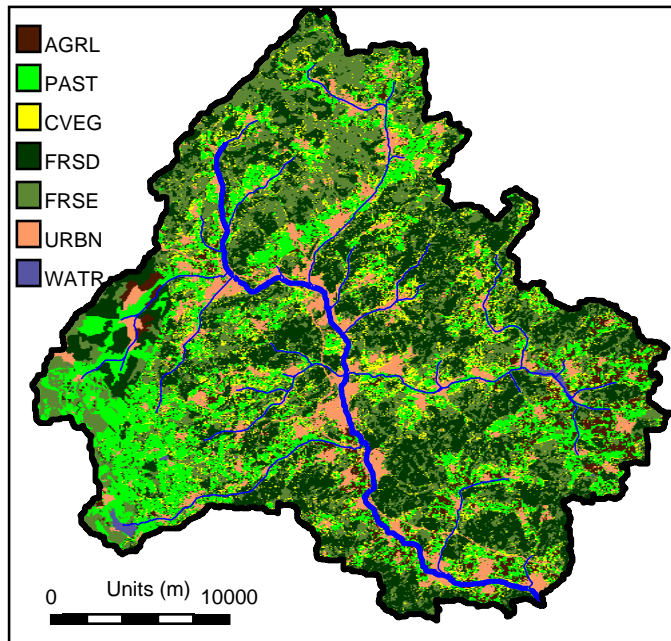 AGRL
PAST
CVEG
FRSD
FRSE
URBN
WATR
Units (m)
0 10000